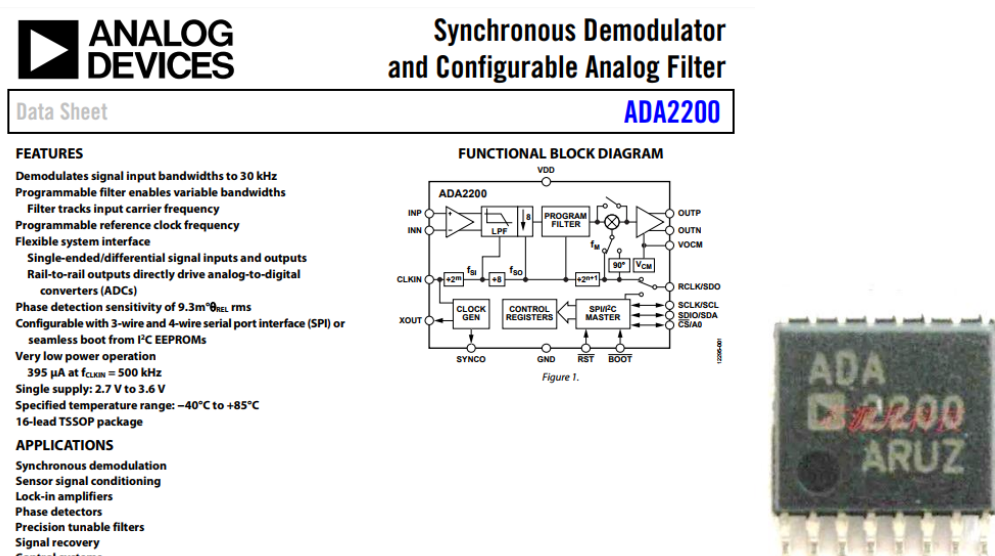 ANALOG
DEVICES
Synchronous Demodulator
and Configurable Analog Filter
Data Sheet
ADA2200
FEATURES
Demodulates signal input bandwidths to 30 kHz
Programmable filter enables variable bandwidths
Filter tracks input carrier frequency
Programmable reference clock frequency
Flexible system interface
Single-ended/differential signal inputs and outputs
Rail-to-rail outputs directly drive analog-to-digital
converters (ADCs)
Phase detection sensitivity of 9.3m°θREL rms
Configurable with 3-wire and 4-wire serial port interface (SPI) or
seamless boot from I²C EEPROMs
Very low power operation
395 µA at fCLKIN = 500 kHz
Single supply: 2.7 V to 3.6 V
Specified temperature range: −40°C to +85°C
16-lead TSSOP package
APPLICATIONS
Synchronous demodulation
Sensor signal conditioning
Lock-in amplifiers
Phase detectors
Precision tunable filters
Signal recovery
Control systems
FUNCTIONAL BLOCK DIAGRAM
VDD
ADA2200
INP
INN
LPF
8
PROGRAM
FILTER
fM
90°
VCM
OUTP
OUTN
VOCM
CLKIN
÷2m
fSI
÷8
fSO
÷2n+1
RCLK/SDO
XOUT
CLOCK
GEN
CONTROL
REGISTERS
SPI/I²C
MASTER
SCLK/SCL
SDIO/SDA
CS/A0
SYNCO
GND
RST
BOOT
12295-001
Figure 1.
ADA
2200
ARUZ